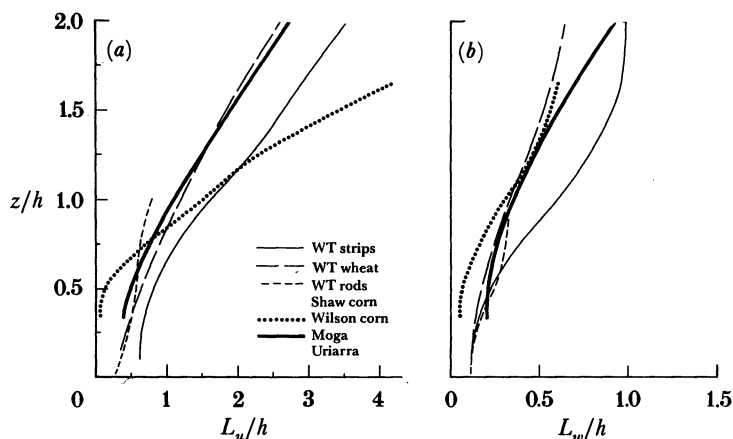 2.0
(a)
(b)
1.5
z/h
1.0
WT strips
WT wheat
0.5
WT rods
Shaw corn
Wilson corn
Moga
Uriarra
0
0 1 2 3 4
0 0.5 1.0 1.5
L_u/h
L_w/h